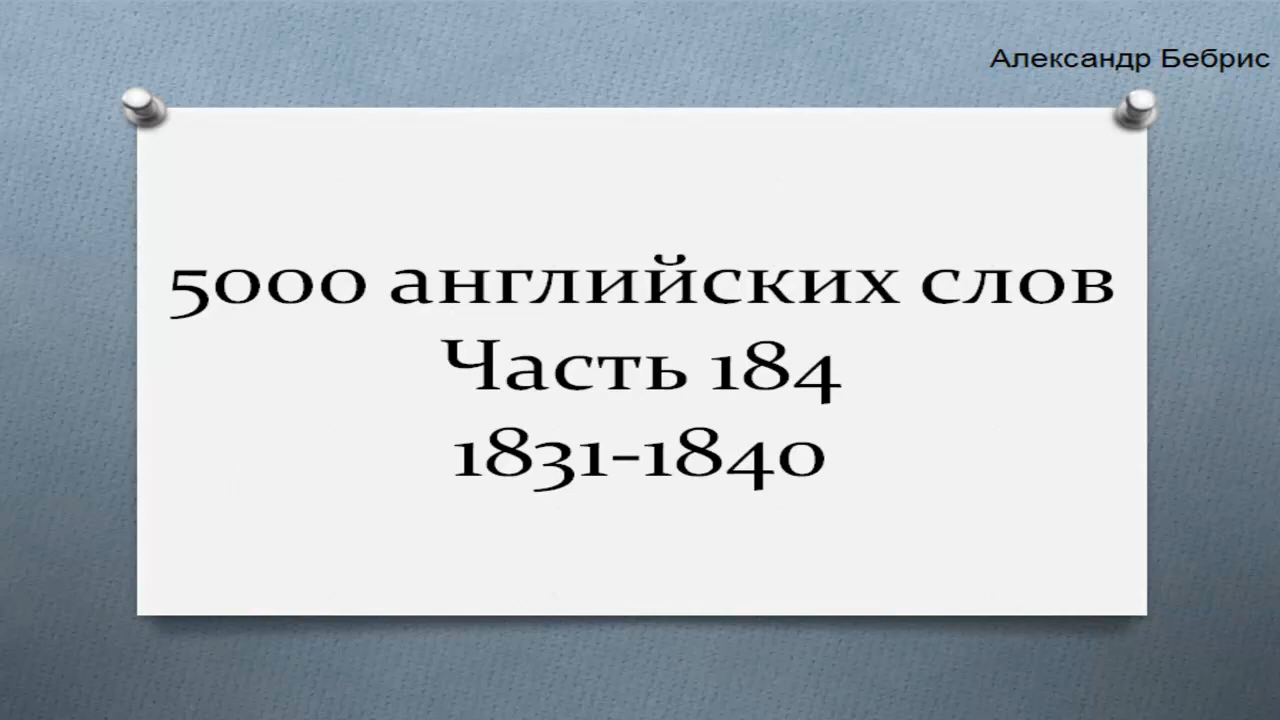 Александр Бебрис
5000 английских слов
Часть 184
1831-1840